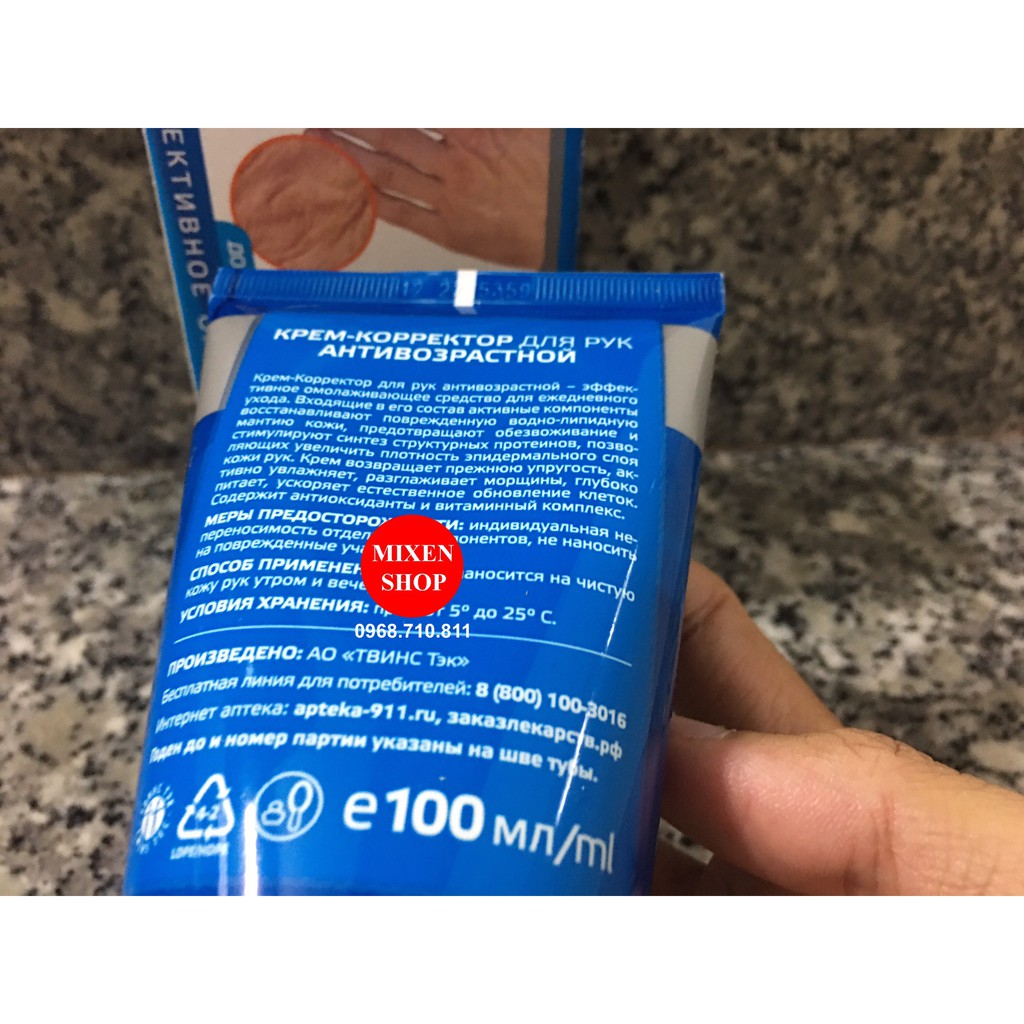 ЕКТИВНОЕ
КРЕМ-КОРРЕКТОР ДЛЯ РУК
АНТИВОЗРАСТНОЙ
Крем-Корректор для рук антивозрастной – эффек-
тивное омолаживающее средство для ежедневного
ухода. Входящие в его состав активные компоненты
восстанавливают поврежденную водно-липидную
мантию кожи, предотвращают обезвоживание и
стимулируют синтез структурных протеинов, позво-
ляющих увеличить плотность эпидермального слоя
кожи рук. Крем возвращает прежнюю упругость, ак-
тивно увлажняет, разглаживает морщины, глубоко
питает, ускоряет естественное обновление клеток.
Содержит антиоксиданты и витаминный комплекс.
МЕРЫ ПРЕДОСТОРОЖ ТИ: индивидуальная не-
переносимость отдел понентов, не наносить
на поврежденные уча
СПОСОБ ПРИМЕНЕН наносится на чистую
кожу рук утром и вече
УСЛОВИЯ ХРАНЕНИЯ: от 5° до 25° С.
MIXEN
SHOP
0968.710.811
ПРОИЗВЕДЕНО: АО «ТВИНС Тэк»
Бесплатная линия для потребителей: 8 (800) 100-3016
Интернет аптека: apteka-911.ru, заказлекарств.рф
Годен до и номер партии указаны на шве тубы.
e 100 мл/ml